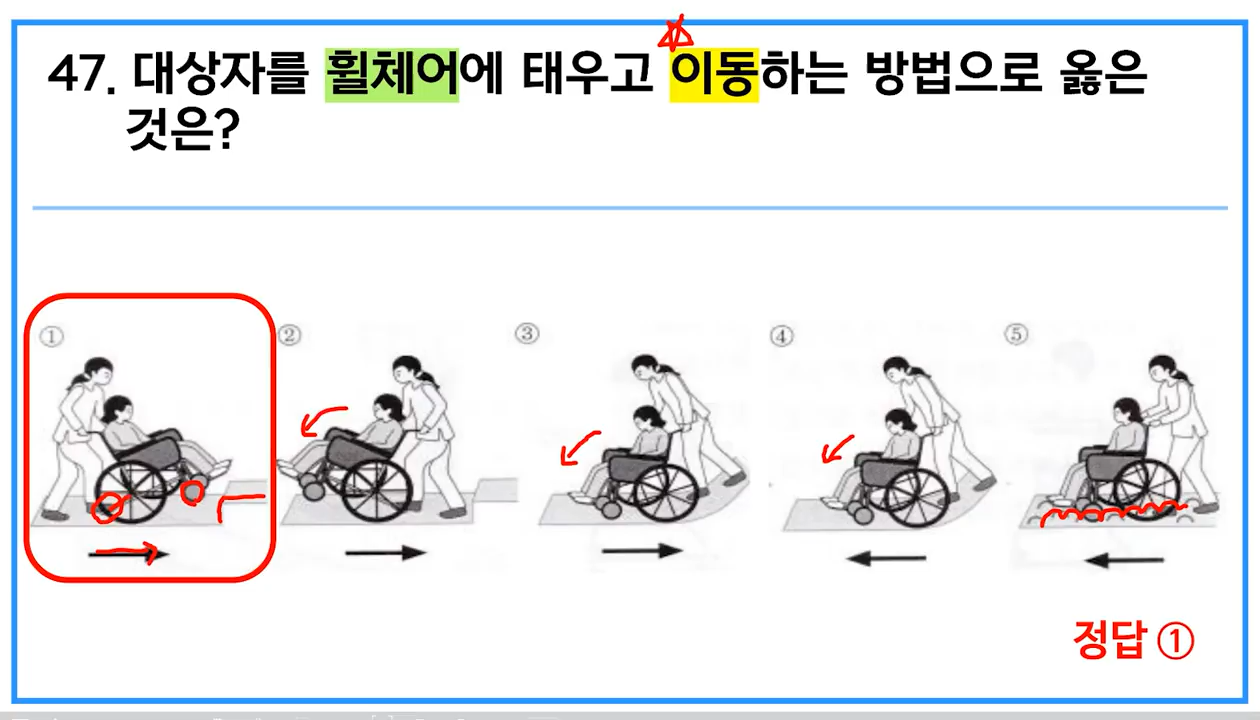 47. 대상자를 휠체어에 태우고 이동하는 방법으로 옳은
것은?
① ② ③ ④ ⑤
정답 ①